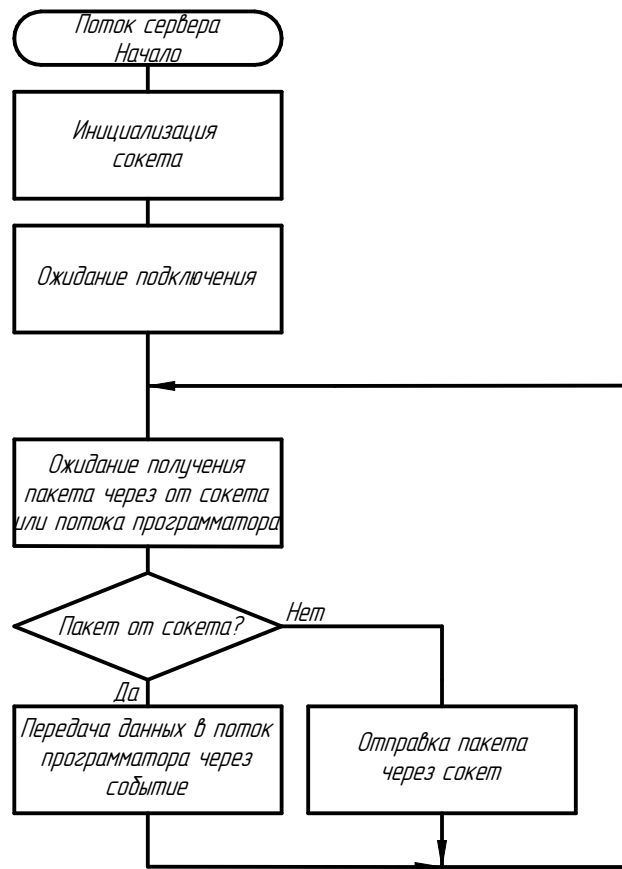 Поток сервера
Начало
Инициализация
сокета
Ожидание подключения
Ожидание получения
пакета через от сокета
или потока программатора
Пакет от сокета?
Нет
Да
Передача данных в поток
программатора через
событие
Отправка пакета
через сокет